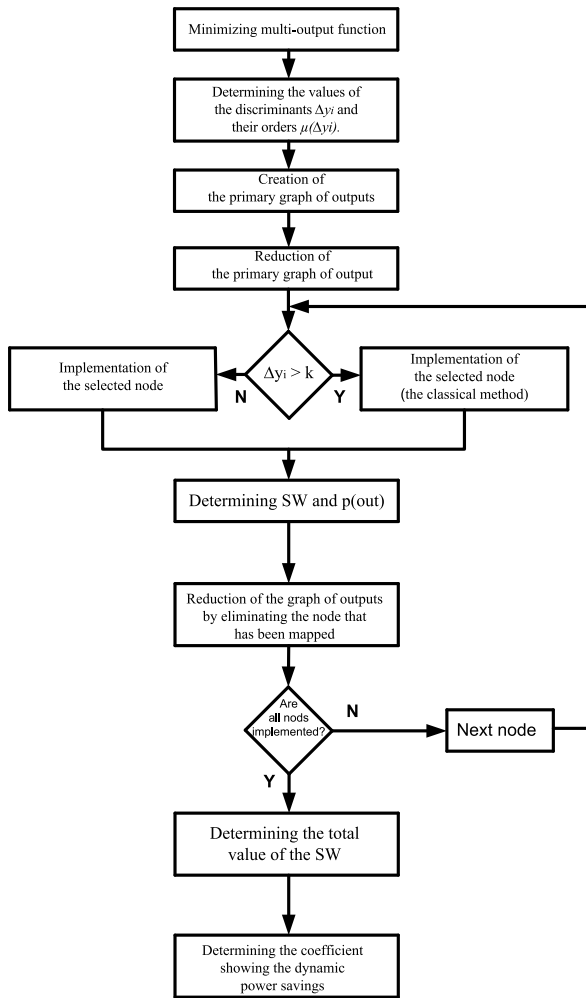 Minimizing multi-output function
Determining the values of
the discriminants Δyi and
their orders μ(Δyi).
Creation of
the primary graph of outputs
Reduction of
the primary graph of output
Implementation of
the selected node
N
Δyi > k
Y
Implementation of
the selected node
(the classical method)
Determining SW and p(out)
Reduction of the graph of outputs
by eliminating the node that
has been mapped
Are
all nods
implemented?
N
Next node
Y
Determining the total
value of the SW
Determining the coefficient
showing the dynamic
power savings